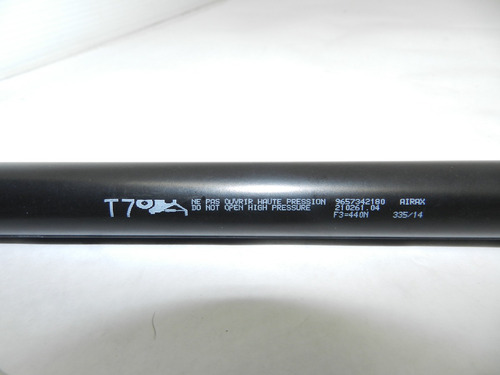 T7
NE PAS OUVRIR HAUTE PRESSION 9657342180 AIRAX
DO NOT OPEN HIGH PRESSURE 210261.04
F3=440N 335/14